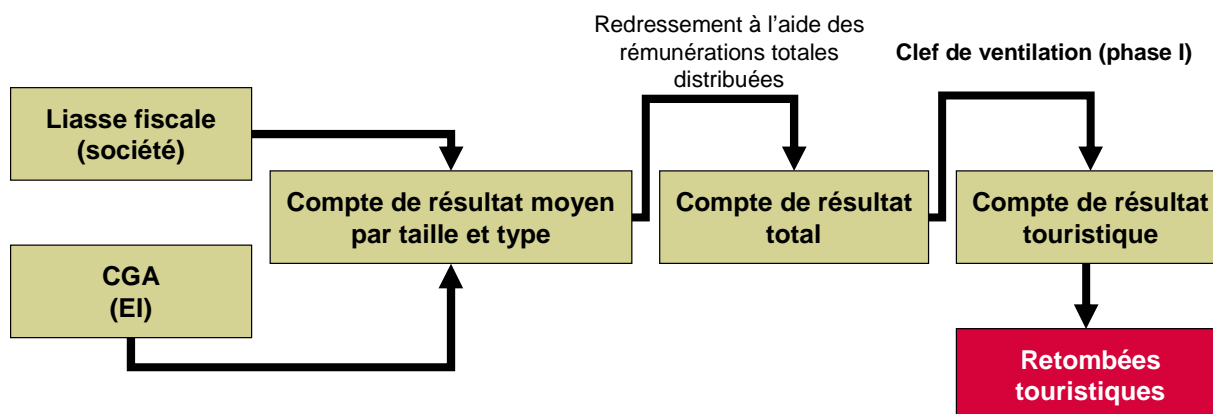 Redressement à l’aide des
rémunérations totales
distribuées
Clef de ventilation (phase I)
Liasse fiscale
(société)
Compte de résultat moyen
par taille et type
Compte de résultat
total
Compte de résultat
touristique
CGA
(EI)
Retombées
touristiques